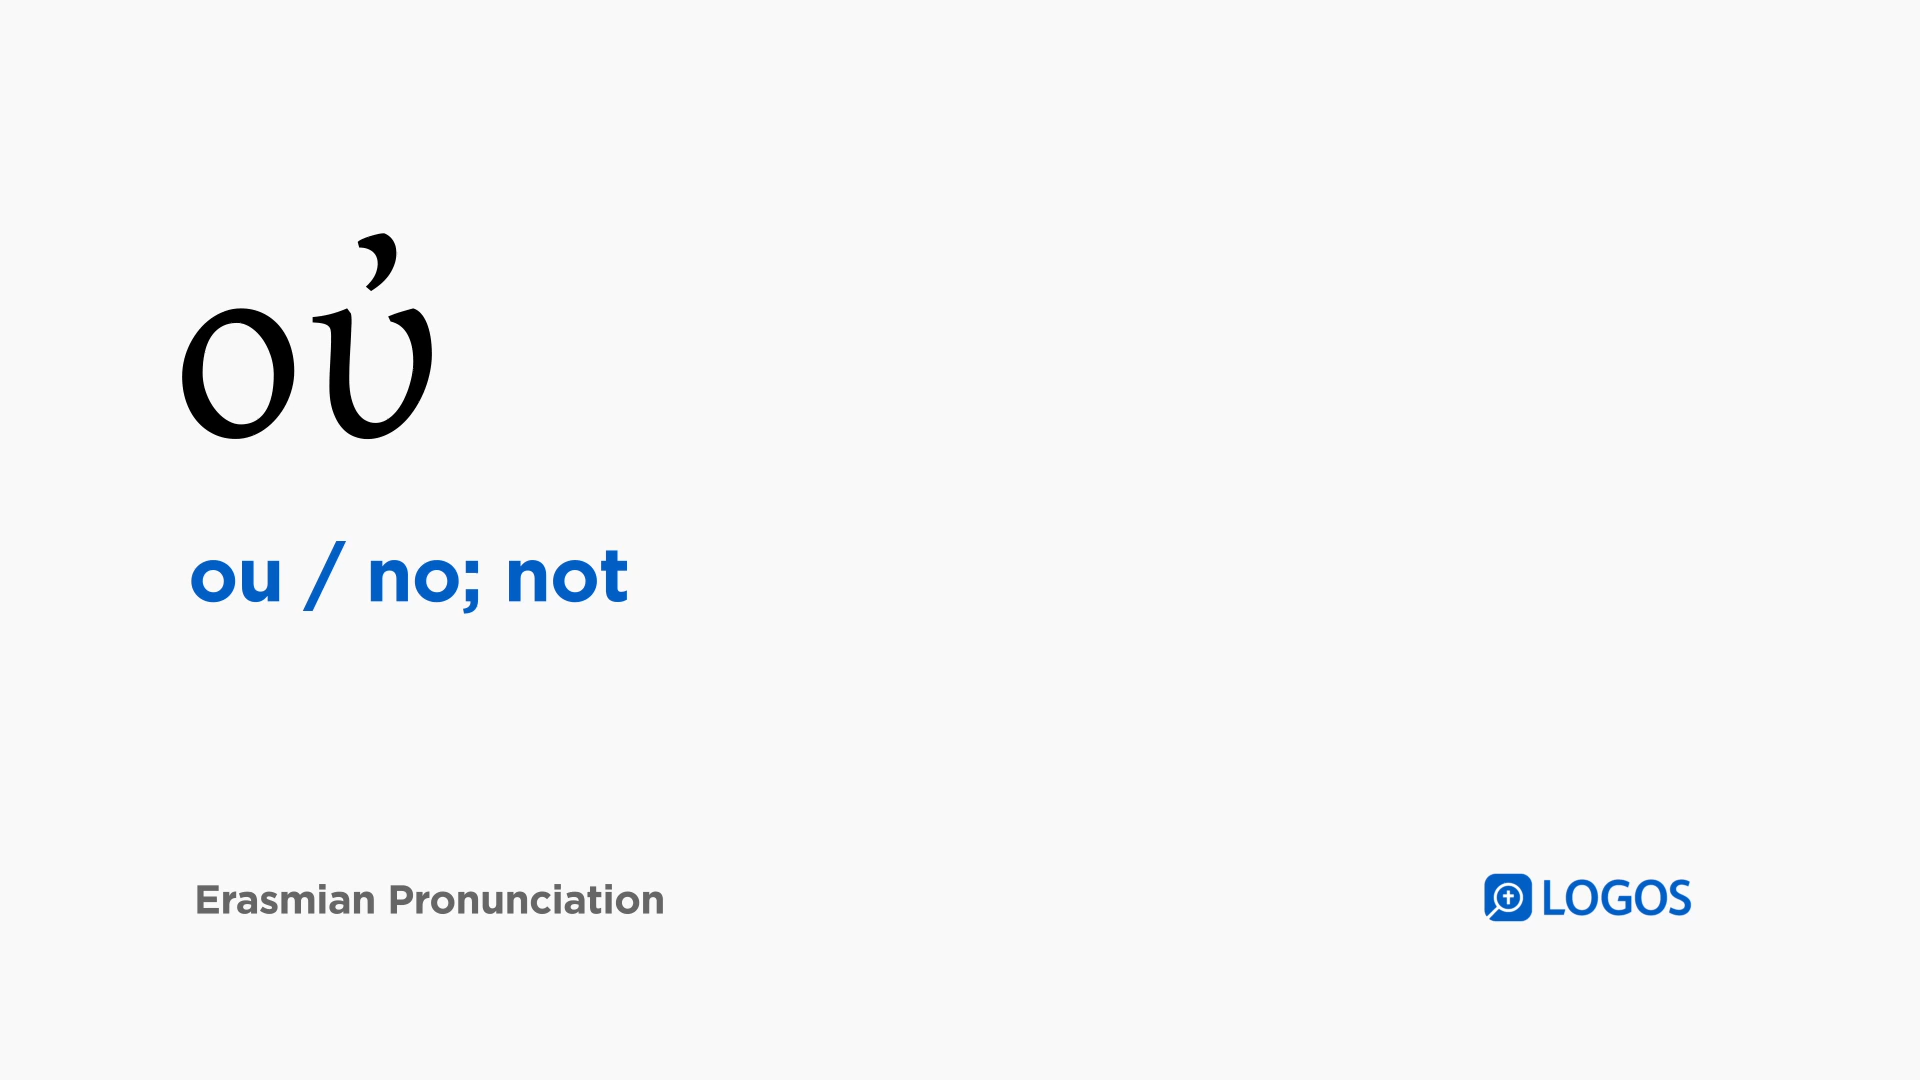 οὐ
ou / no; not
Erasmian Pronunciation
LOGOS